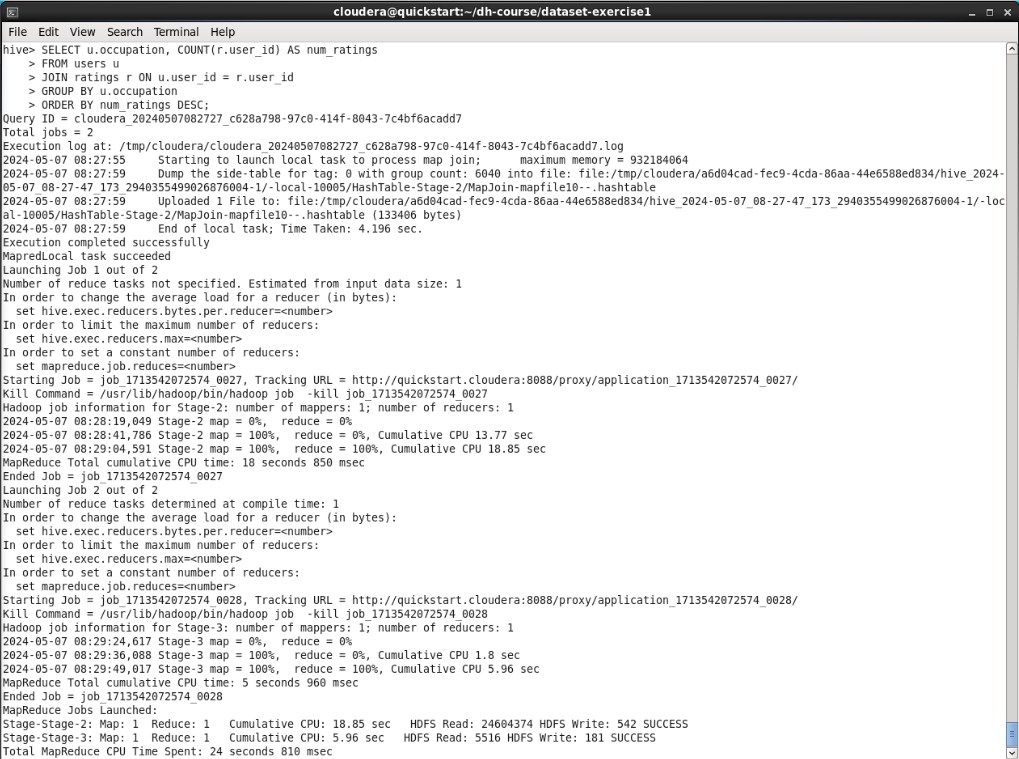 cloudera@quickstart:~/dh-course/dataset-exercise1
File Edit View Search Terminal Help
hive> SELECT u.occupation, COUNT(r.user_id) AS num_ratings
    > FROM users u
    > JOIN ratings r ON u.user_id = r.user_id
    > GROUP BY u.occupation
    > ORDER BY num_ratings DESC;
Query ID = cloudera_20240507082727_c628a798-97c0-414f-8043-7c4bf6acadd7
Total jobs = 2
Execution log at: /tmp/cloudera/cloudera_20240507082727_c628a798-97c0-414f-8043-7c4bf6acadd7.log
2024-05-07 08:27:55     Starting to launch local task to process map join;      maximum memory = 932184064
2024-05-07 08:27:59     Dump the side-table for tag: 0 with group count: 6040 into file: file:/tmp/cloudera/a6d04cad-fec9-4cda-86aa-44e6588ed834/hive_2024-
05-07_08-27-47_173_2940355499026876004-1/-local-10005/HashTable-Stage-2/MapJoin-mapfile10--.hashtable
2024-05-07 08:27:59     Uploaded 1 File to: file:/tmp/cloudera/a6d04cad-fec9-4cda-86aa-44e6588ed834/hive_2024-05-07_08-27-47_173_2940355499026876004-1/-loc
al-10005/HashTable-Stage-2/MapJoin-mapfile10--.hashtable (133406 bytes)
2024-05-07 08:27:59     End of local task; Time Taken: 4.196 sec.
Execution completed successfully
MapredLocal task succeeded
Launching Job 1 out of 2
Number of reduce tasks not specified. Estimated from input data size: 1
In order to change the average load for a reducer (in bytes):
  set hive.exec.reducers.bytes.per.reducer=<number>
In order to limit the maximum number of reducers:
  set hive.exec.reducers.max=<number>
In order to set a constant number of reducers:
  set mapreduce.job.reduces=<number>
Starting Job = job_1713542072574_0027, Tracking URL = http://quickstart.cloudera:8088/proxy/application_1713542072574_0027/
Kill Command = /usr/lib/hadoop/bin/hadoop job  -kill job_1713542072574_0027
Hadoop job information for Stage-2: number of mappers: 1; number of reducers: 1
2024-05-07 08:28:19,049 Stage-2 map = 0%,  reduce = 0%
2024-05-07 08:28:41,786 Stage-2 map = 100%,  reduce = 0%, Cumulative CPU 13.77 sec
2024-05-07 08:29:04,591 Stage-2 map = 100%,  reduce = 100%, Cumulative CPU 18.85 sec
MapReduce Total cumulative CPU time: 18 seconds 850 msec
Ended Job = job_1713542072574_0027
Launching Job 2 out of 2
Number of reduce tasks determined at compile time: 1
In order to change the average load for a reducer (in bytes):
  set hive.exec.reducers.bytes.per.reducer=<number>
In order to limit the maximum number of reducers:
  set hive.exec.reducers.max=<number>
In order to set a constant number of reducers:
  set mapreduce.job.reduces=<number>
Starting Job = job_1713542072574_0028, Tracking URL = http://quickstart.cloudera:8088/proxy/application_1713542072574_0028/
Kill Command = /usr/lib/hadoop/bin/hadoop job  -kill job_1713542072574_0028
Hadoop job information for Stage-3: number of mappers: 1; number of reducers: 1
2024-05-07 08:29:24,617 Stage-3 map = 0%,  reduce = 0%
2024-05-07 08:29:36,088 Stage-3 map = 100%,  reduce = 0%, Cumulative CPU 1.8 sec
2024-05-07 08:29:49,017 Stage-3 map = 100%,  reduce = 100%, Cumulative CPU 5.96 sec
MapReduce Total cumulative CPU time: 5 seconds 960 msec
Ended Job = job_1713542072574_0028
MapReduce Jobs Launched:
Stage-Stage-2: Map: 1  Reduce: 1   Cumulative CPU: 18.85 sec   HDFS Read: 24604374 HDFS Write: 542 SUCCESS
Stage-Stage-3: Map: 1  Reduce: 1   Cumulative CPU: 5.96 sec   HDFS Read: 5516 HDFS Write: 181 SUCCESS
Total MapReduce CPU Time Spent: 24 seconds 810 msec